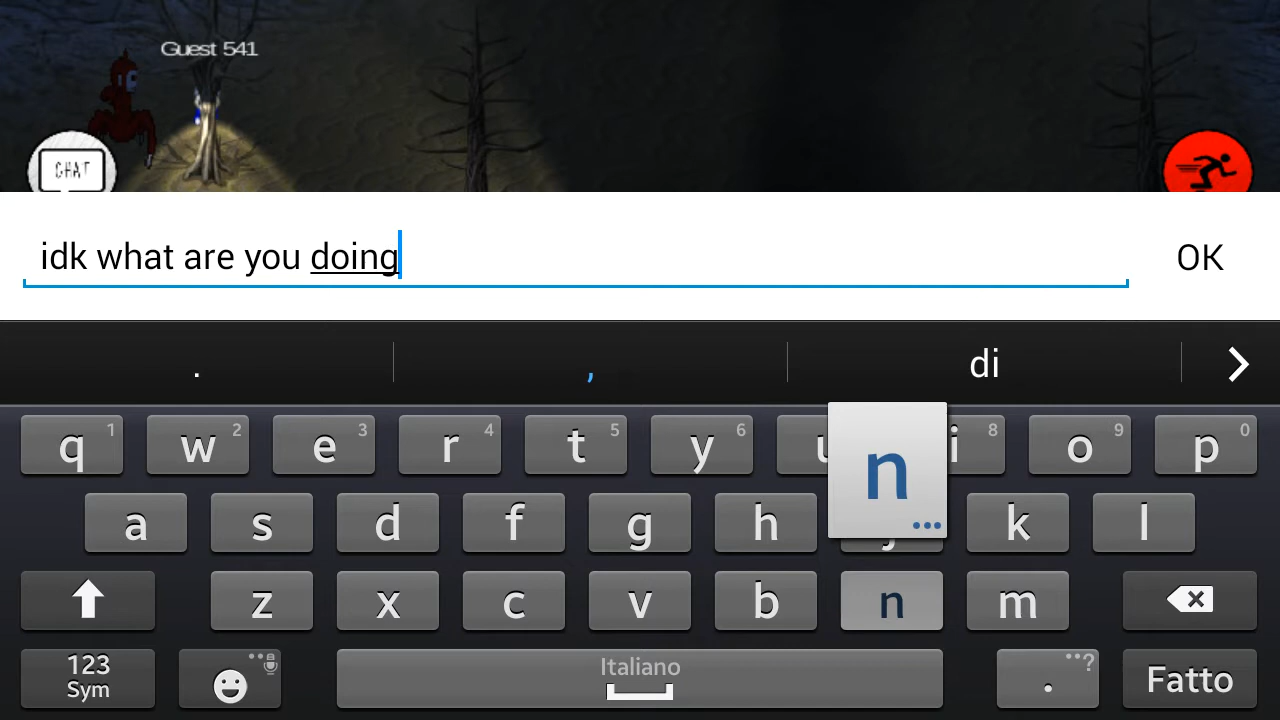 Guest 541
CHAT
idk what are you doing
OK
. , di
q 1 w 2 e 3 r 4 t 5 y 6 u i 8 o 9 p 0
a s d f g h j k l
n ...
z x c v b n m
123
Sym
Italiano
. ?
Fatto